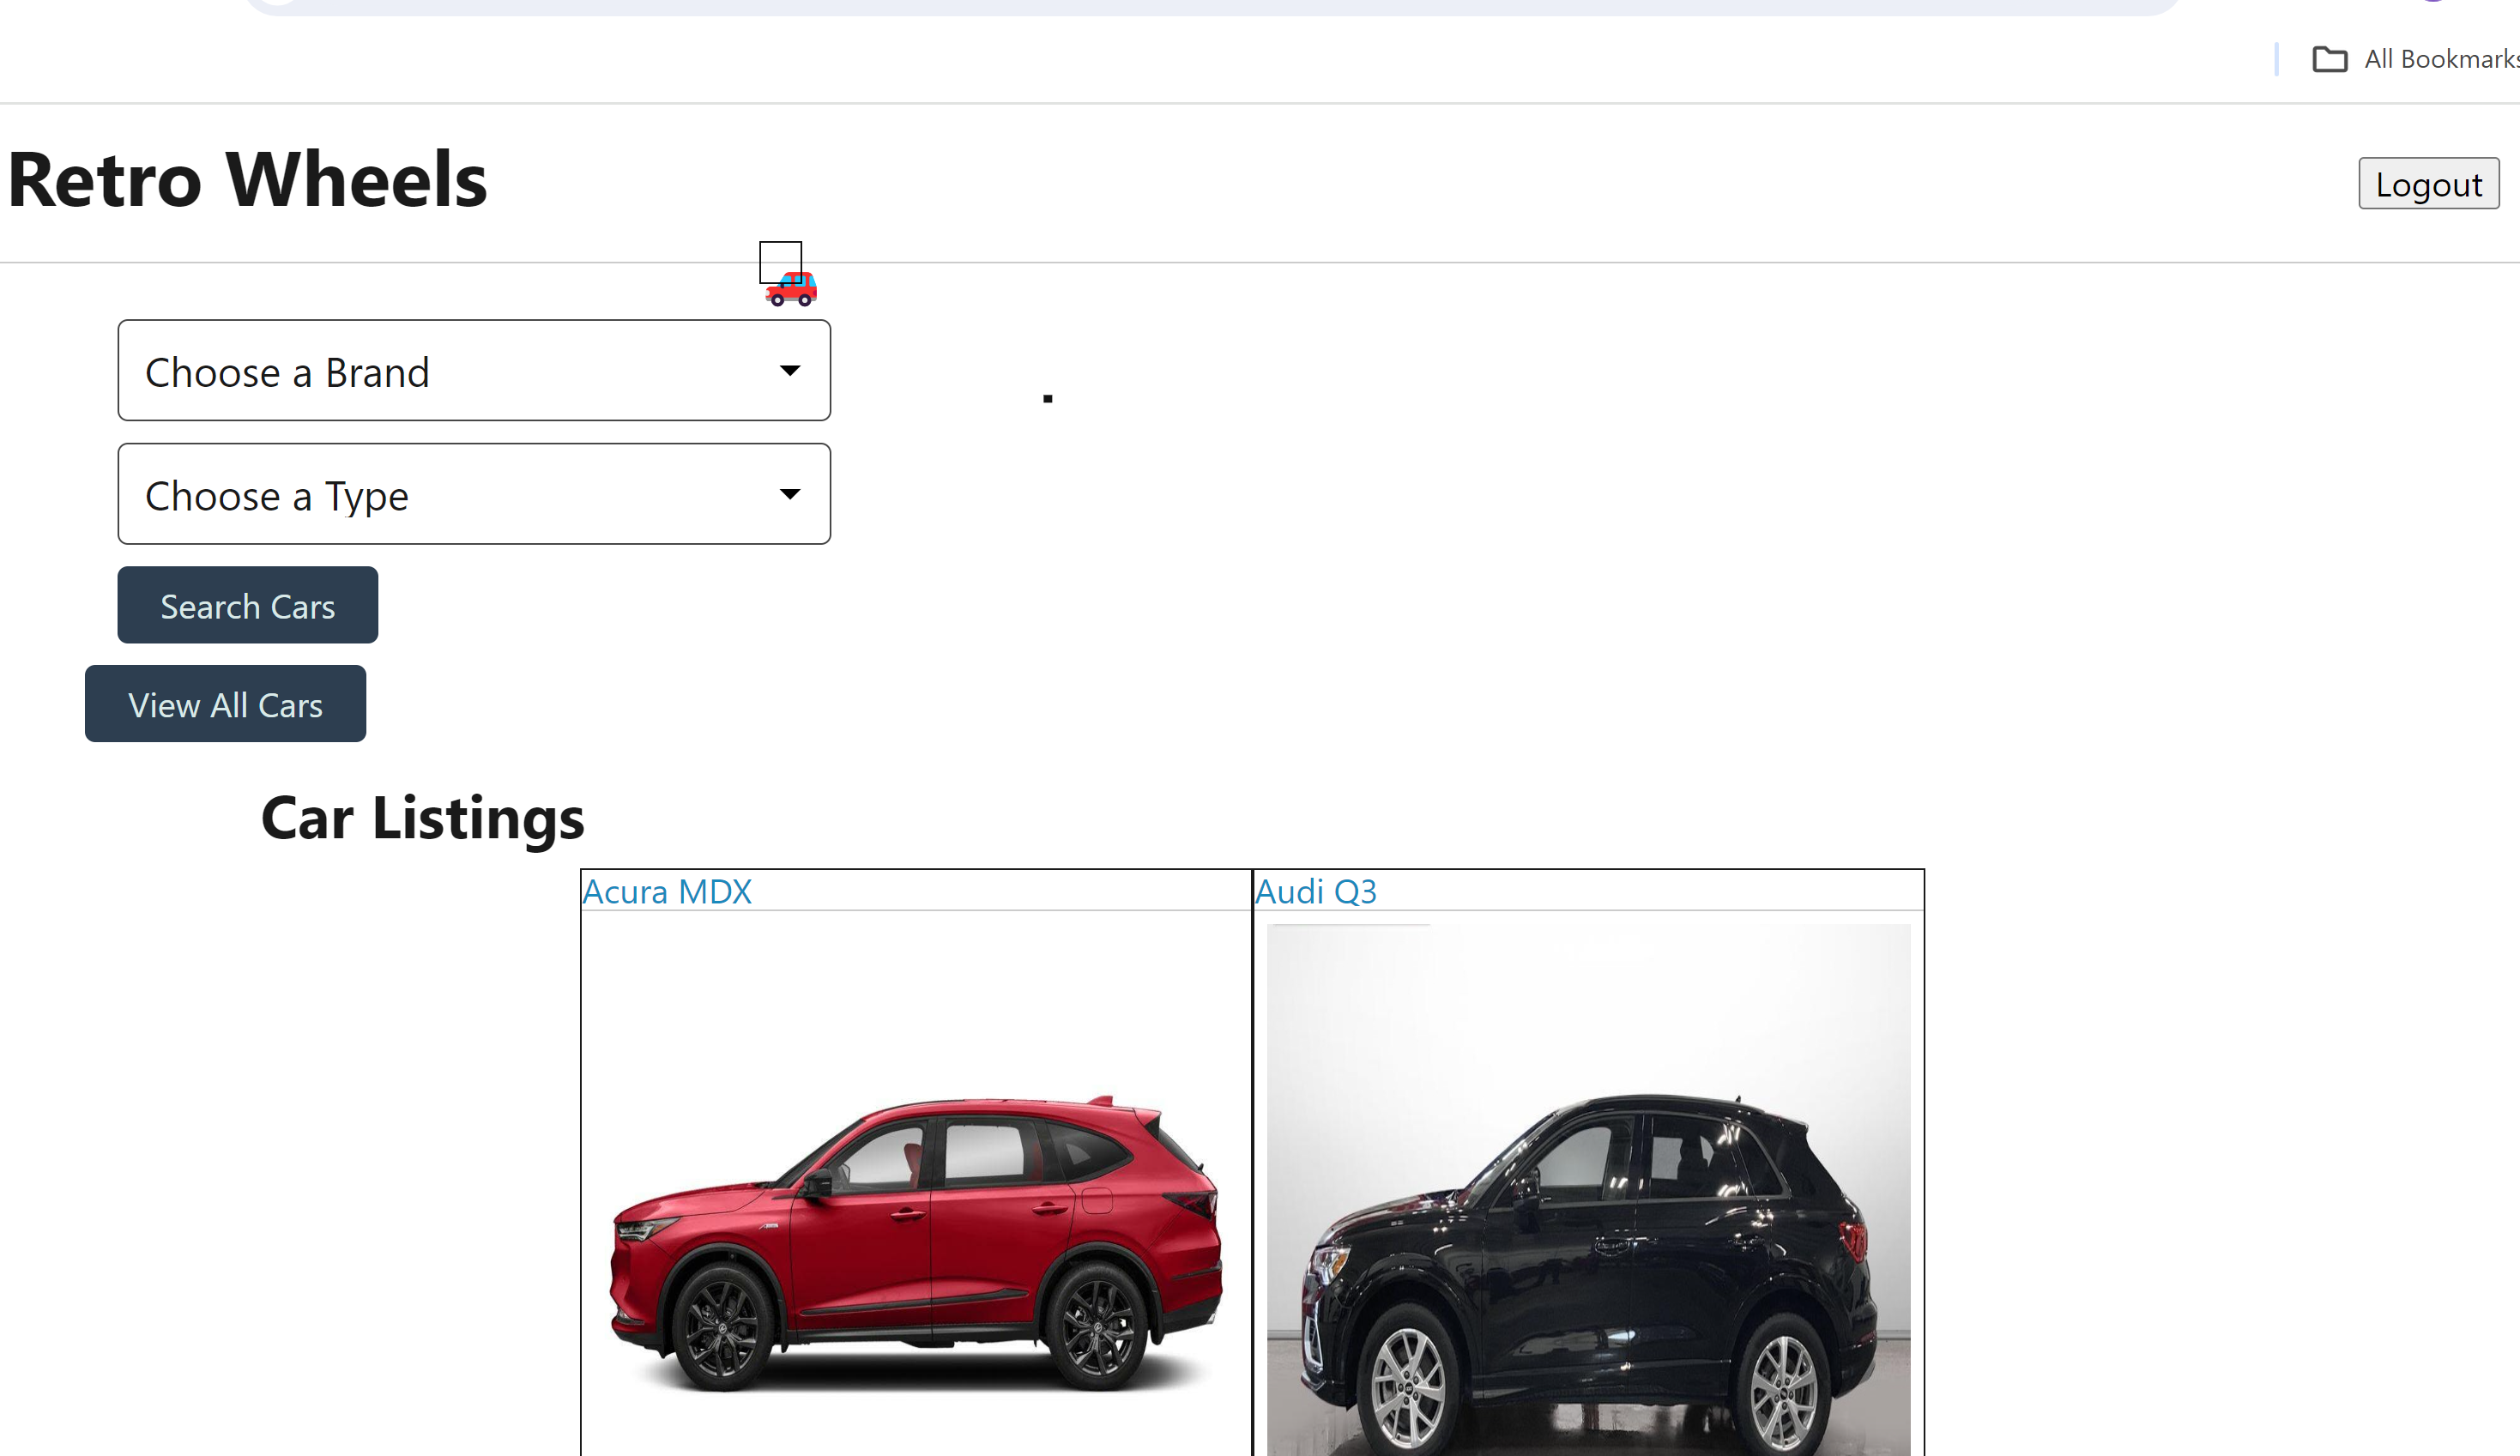 All Bookmarks
Retro Wheels
Logout
Choose a Brand
Choose a Type
Search Cars
View All Cars
Car Listings
Acura MDX
Audi Q3